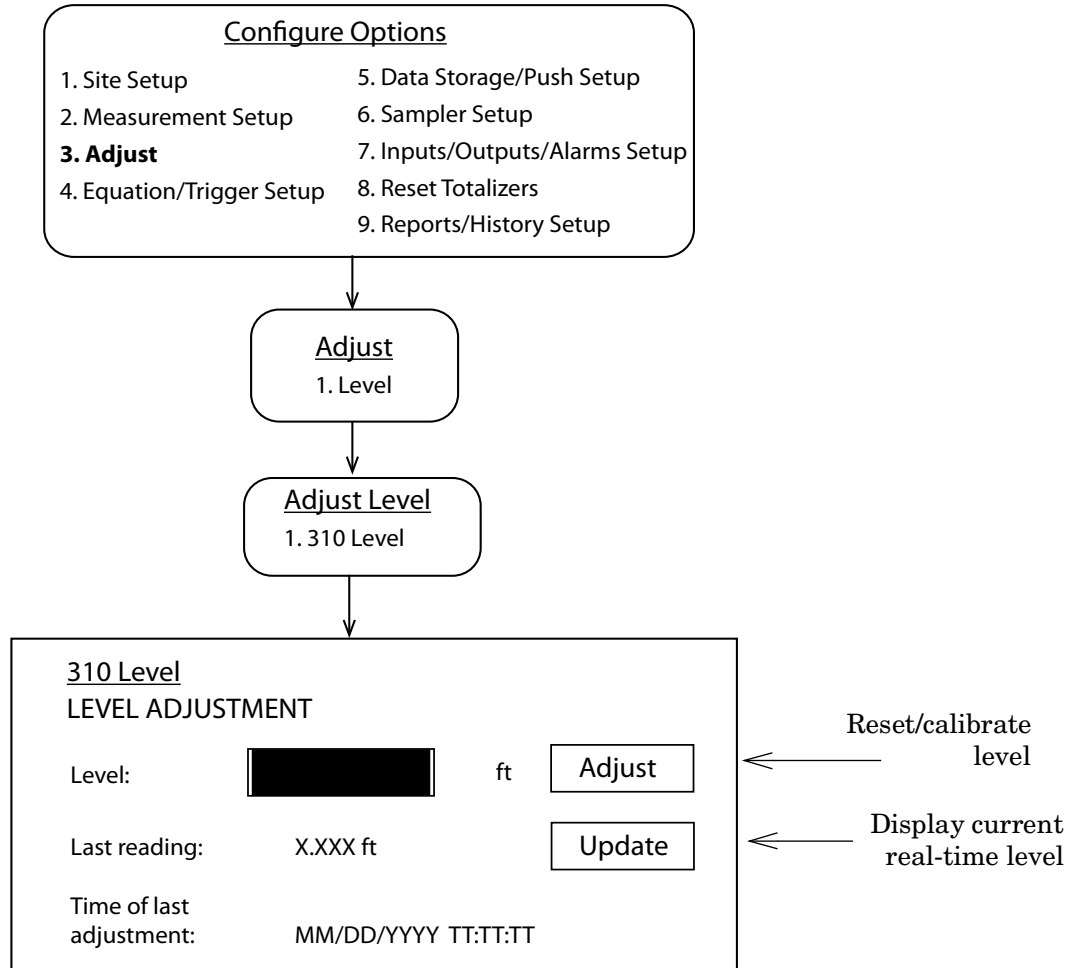 Configure Options
1. Site Setup
2. Measurement Setup
3. Adjust
4. Equation/Trigger Setup
5. Data Storage/Push Setup
6. Sampler Setup
7. Inputs/Outputs/Alarms Setup
8. Reset Totalizers
9. Reports/History Setup
Adjust
1. Level
Adjust Level
1. 310 Level
310 Level
LEVEL ADJUSTMENT
Level: ft Adjust
Reset/calibrate
level
Last reading: X.XXX ft Update
Display current
real-time level
Time of last
adjustment: MM/DD/YYYY TT:TT:TT